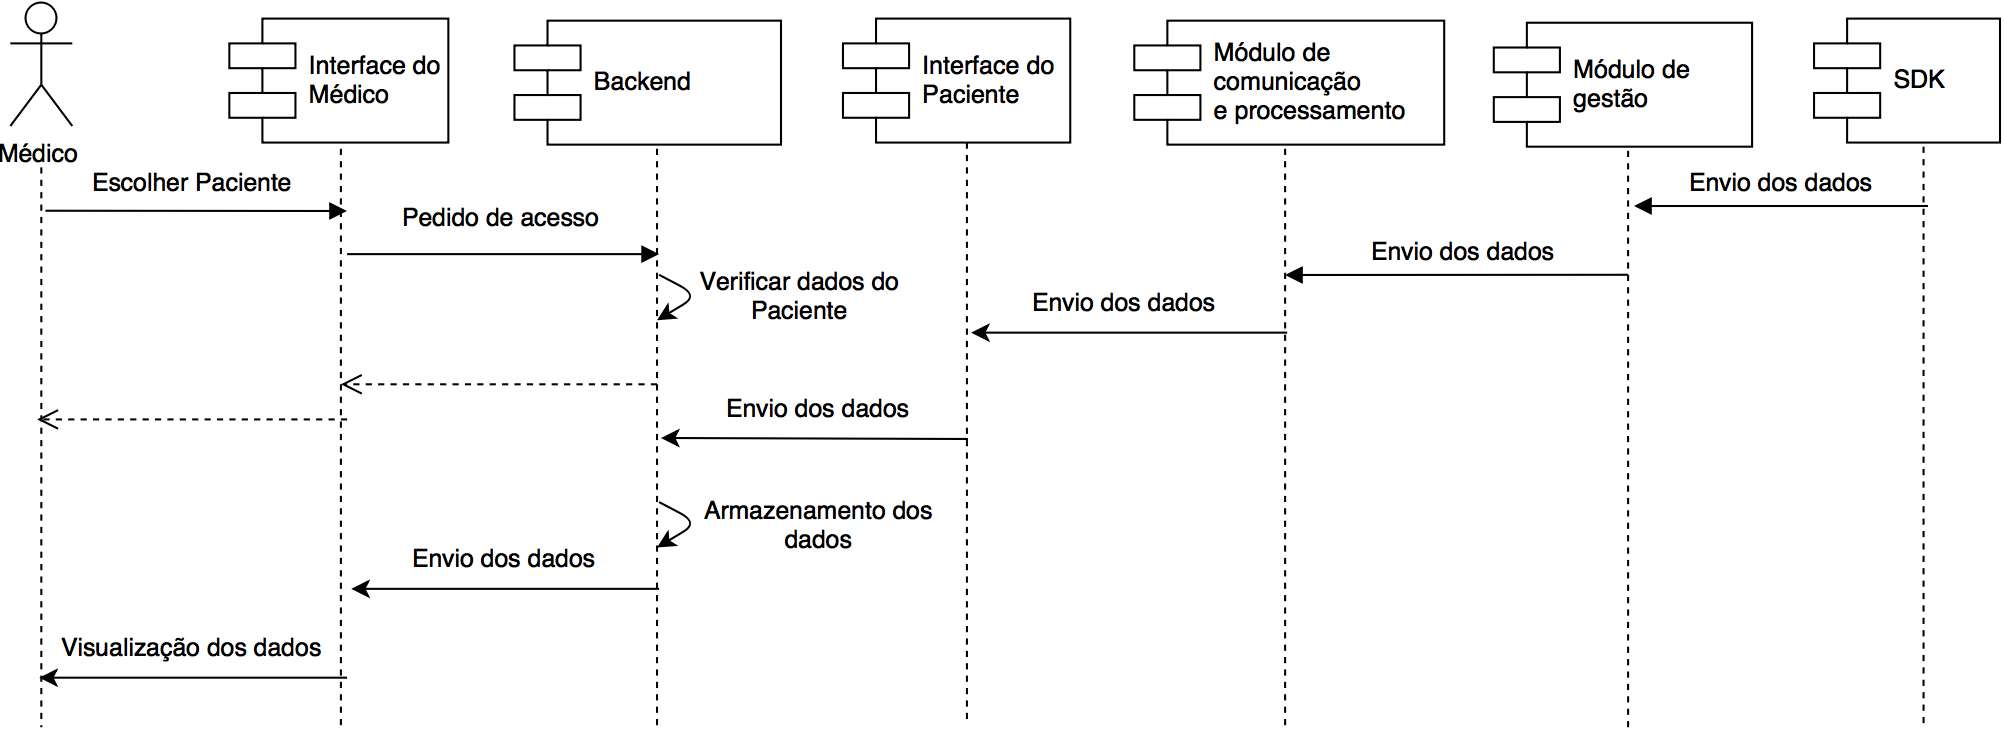 Médico
Interface do
Médico
Backend
Interface do
Paciente
Módulo de
comunicação
e processamento
Módulo de
gestão
SDK
Escolher Paciente
Envio dos dados
Pedido de acesso
Envio dos dados
Verificar dados do
Paciente
Envio dos dados
Envio dos dados
Armazenamento dos
dados
Envio dos dados
Visualização dos dados